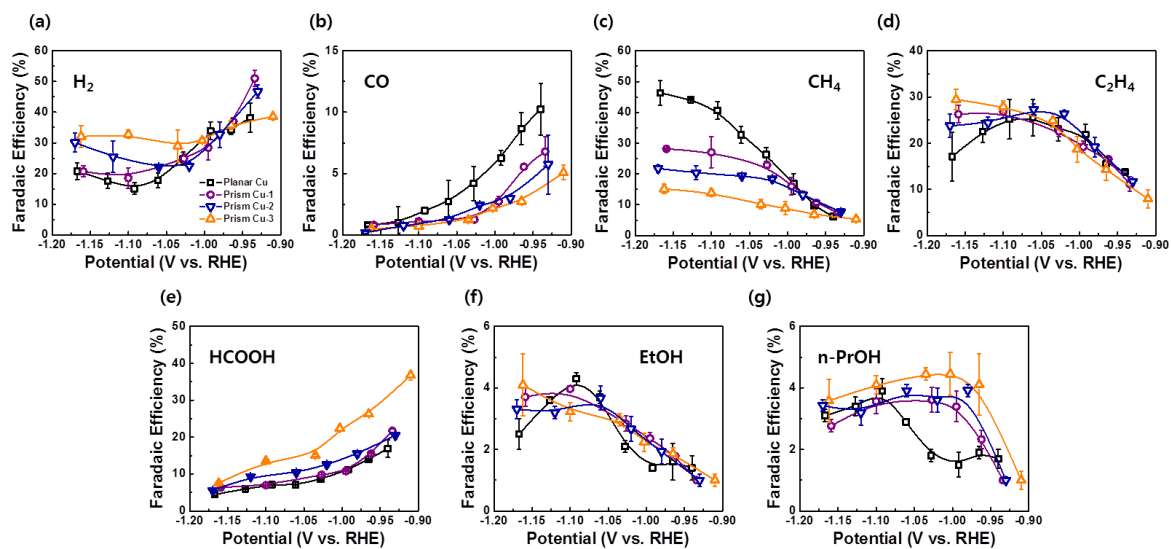 (a) (b) (c) (d)
H2 CO CH4 C2H4
Faradaic Efficiency (%)
60
50
40
30
20
10
0
Planar Cu
Prism Cu-1
Prism Cu-2
Prism Cu-3
-1.20 -1.15 -1.10 -1.05 -1.00 -0.95 -0.90
Potential (V vs. RHE)
Faradaic Efficiency (%)
15
10
5
0
-1.20 -1.15 -1.10 -1.05 -1.00 -0.95 -0.90
Potential (V vs. RHE)
Faradaic Efficiency (%)
60
50
40
30
20
10
0
-1.20 -1.15 -1.10 -1.05 -1.00 -0.95 -0.90
Potential (V vs. RHE)
Faradaic Efficiency (%)
40
30
20
10
0
-1.20 -1.15 -1.10 -1.05 -1.00 -0.95 -0.90
Potential (V vs. RHE)
(e) (f) (g)
HCOOH EtOH n-PrOH
Faradaic Efficiency (%)
50
40
30
20
10
0
-1.20 -1.15 -1.10 -1.05 -1.00 -0.95 -0.90
Potential (V vs. RHE)
Faradaic Efficiency (%)
6
4
2
0
-1.20 -1.15 -1.10 -1.05 -1.00 -0.95 -0.90
Potential (V vs. RHE)
Faradaic Efficiency (%)
6
4
2
0
-1.20 -1.15 -1.10 -1.05 -1.00 -0.95 -0.90
Potential (V vs. RHE)